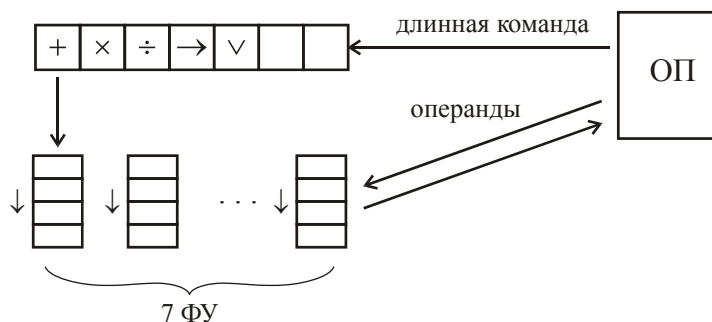 длинная команда
+ × ÷ → ∨
ОП
операнды
↓ ↓ . . . ↓
7 ФУ